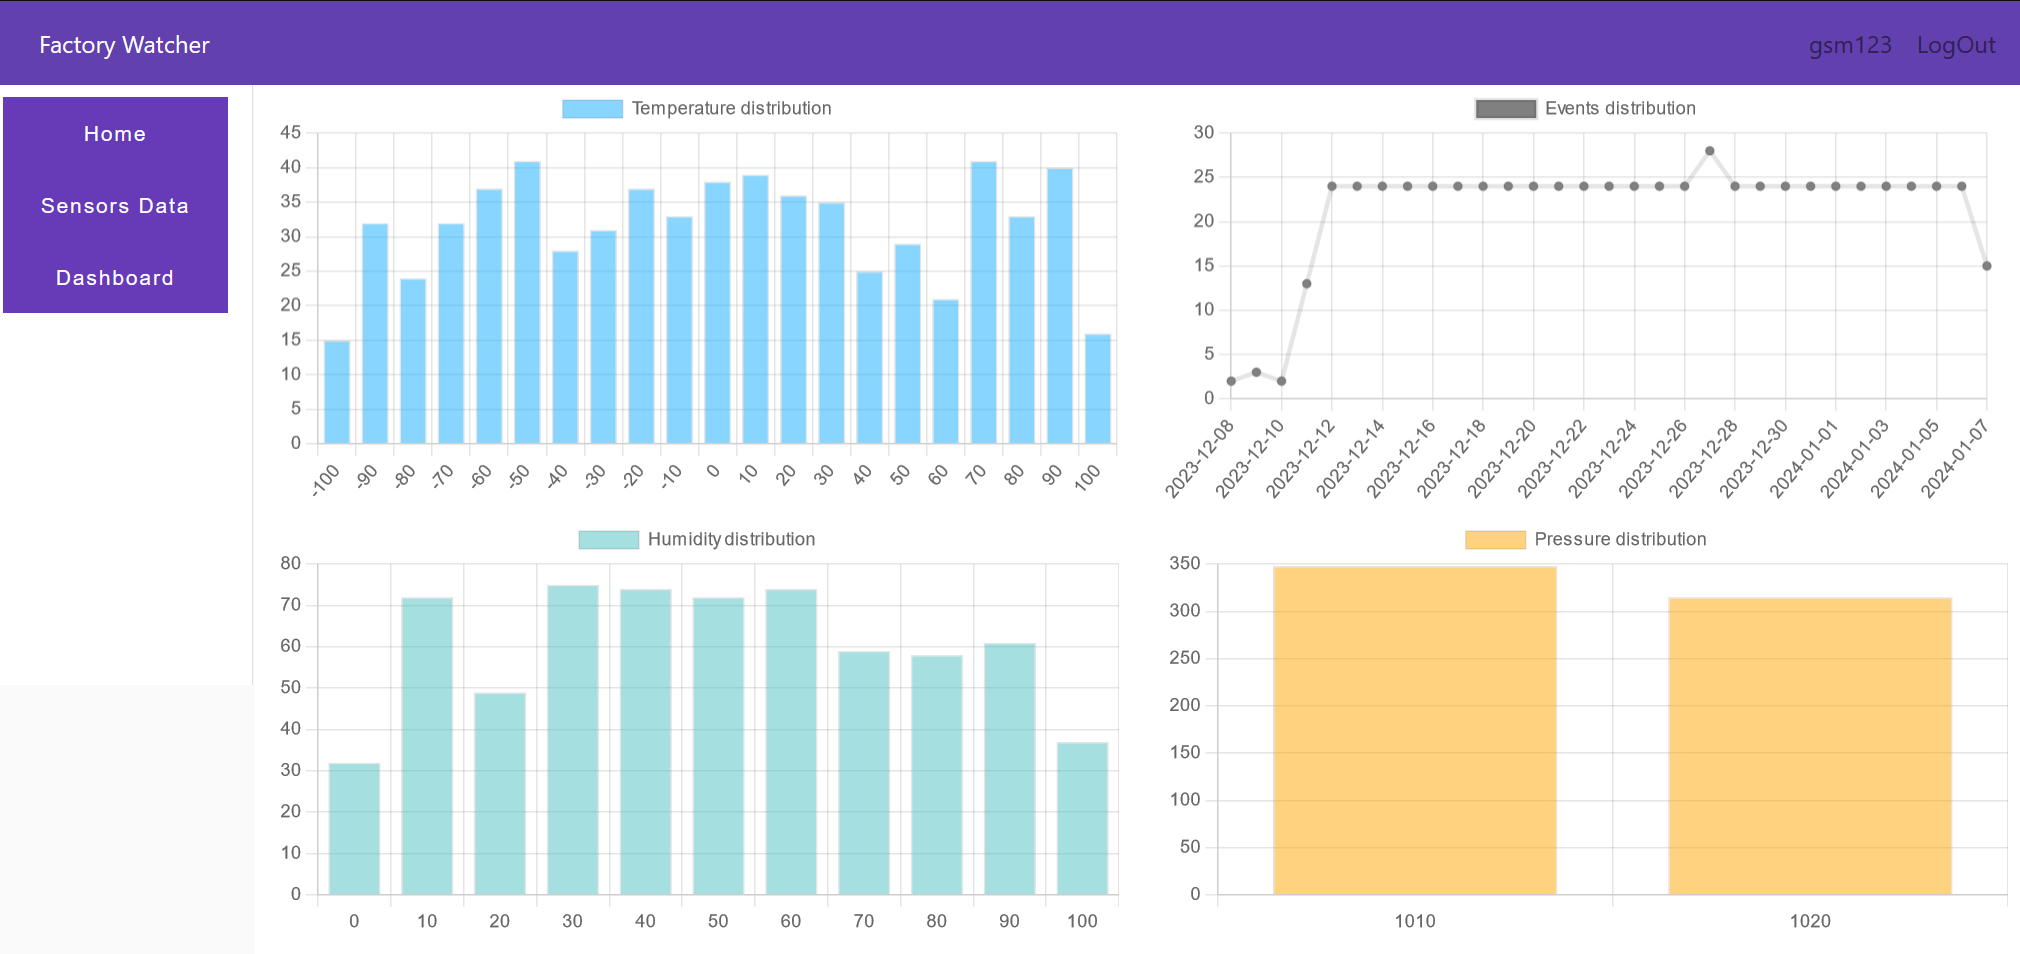 Factory Watcher
gsm123 LogOut
Home
Sensors Data
Dashboard
Temperature distribution
45
40
35
30
25
20
15
10
5
0
-100 -90 -80 -70 -60 -50 -40 -30 -20 -10 0 10 20 30 40 50 60 70 80 90 100
Events distribution
30
25
20
15
10
5
0
2023-12-08 2023-12-10 2023-12-12 2023-12-14 2023-12-16 2023-12-18 2023-12-20 2023-12-22 2023-12-24 2023-12-26 2023-12-28 2023-12-30 2024-01-01 2024-01-03 2024-01-05 2024-01-07
Humidity distribution
80
70
60
50
40
30
20
10
0
0 10 20 30 40 50 60 70 80 90 100
Pressure distribution
350
300
250
200
150
100
50
0
1010 1020